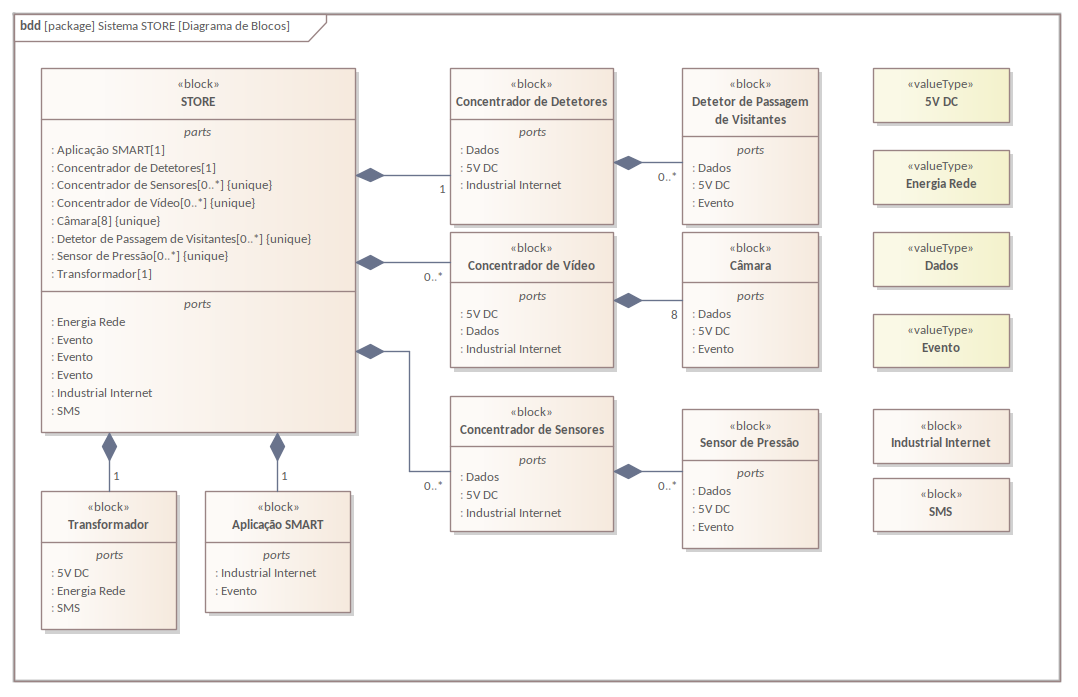 bdd [package] Sistema STORE [Diagrama de Blocos]
«block»
STORE
parts
: Aplicação SMART[1]
: Concentrador de Detetores[1]
: Concentrador de Sensores[0..*] {unique}
: Concentrador de Vídeo[0..*] {unique}
: Câmara[8] {unique}
: Detetor de Passagem de Visitantes[0..*] {unique}
: Sensor de Pressão[0..*] {unique}
: Transformador[1]
ports
: Energia Rede
: Evento
: Evento
: Evento
: Industrial Internet
: SMS
1
0..*
0..*
1
1
«block»
Transformador
ports
: 5V DC
: Energia Rede
: SMS
«block»
Aplicação SMART
ports
: Industrial Internet
: Evento
«block»
Concentrador de Detetores
ports
: Dados
: 5V DC
: Industrial Internet
0..*
«block»
Detetor de Passagem
de Visitantes
ports
: Dados
: 5V DC
: Evento
«block»
Concentrador de Vídeo
ports
: 5V DC
: Dados
: Industrial Internet
8
«block»
Câmara
ports
: Dados
: 5V DC
: Evento
«block»
Concentrador de Sensores
ports
: Dados
: 5V DC
: Industrial Internet
0..*
«block»
Sensor de Pressão
ports
: Dados
: 5V DC
: Evento
«valueType»
5V DC
«valueType»
Energia Rede
«valueType»
Dados
«valueType»
Evento
«block»
Industrial Internet
«block»
SMS